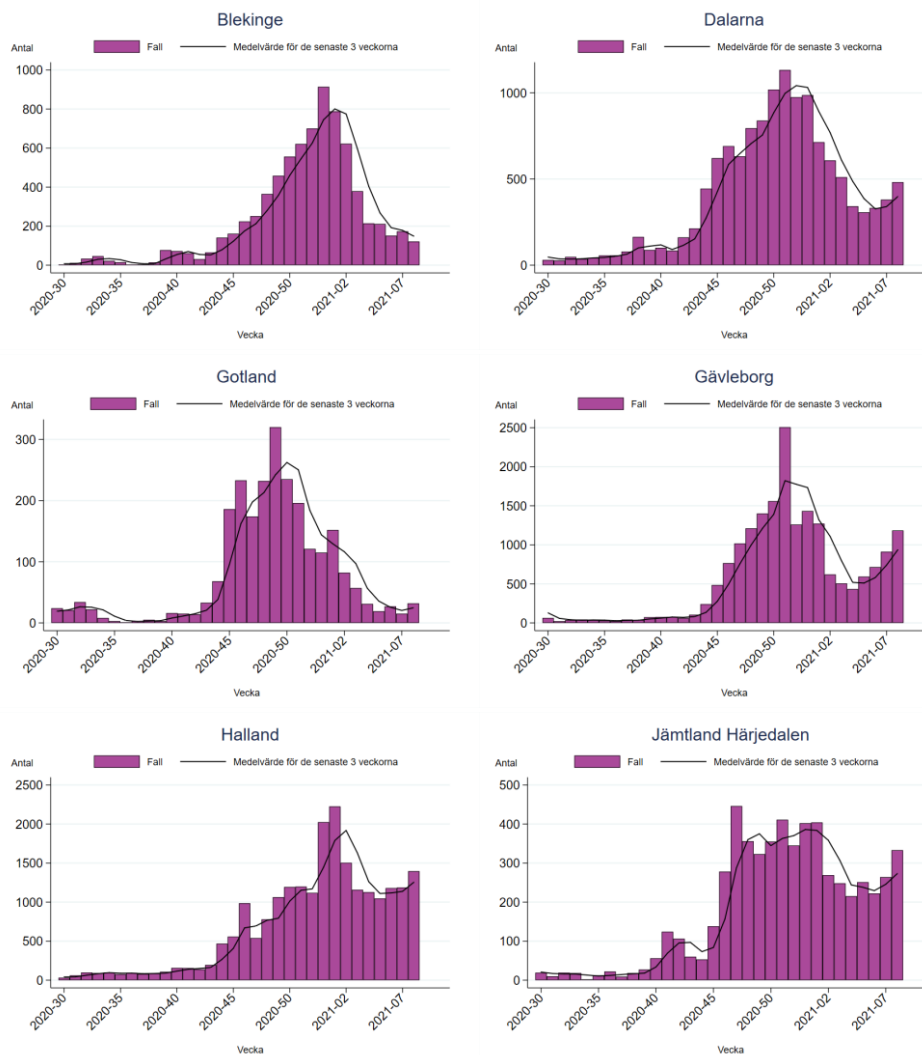 Blekinge
Antal
Fall
Medelvärde för de senaste 3 veckorna
1000
800
600
400
200
0
2020-30
2020-35
2020-40
2020-45
2020-50
2021-02
2021-07
Vecka
Dalarna
Antal
Fall
Medelvärde för de senaste 3 veckorna
1000
500
0
2020-30
2020-35
2020-40
2020-45
2020-50
2021-02
2021-07
Vecka
Gotland
Antal
Fall
Medelvärde för de senaste 3 veckorna
300
200
100
0
2020-30
2020-35
2020-40
2020-45
2020-50
2021-02
2021-07
Vecka
Gävleborg
Antal
Fall
Medelvärde för de senaste 3 veckorna
2500
2000
1500
1000
500
0
2020-30
2020-35
2020-40
2020-45
2020-50
2021-02
2021-07
Vecka
Halland
Antal
Fall
Medelvärde för de senaste 3 veckorna
2500
2000
1500
1000
500
0
2020-30
2020-35
2020-40
2020-45
2020-50
2021-02
2021-07
Vecka
Jämtland Härjedalen
Antal
Fall
Medelvärde för de senaste 3 veckorna
500
400
300
200
100
0
2020-30
2020-35
2020-40
2020-45
2020-50
2021-02
2021-07
Vecka